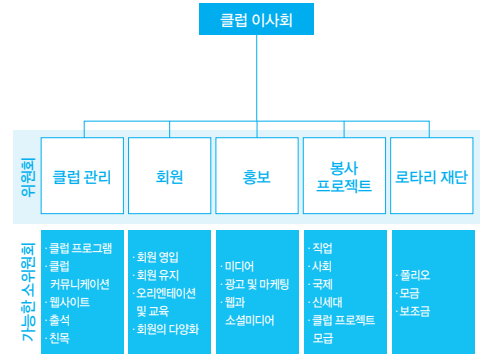 클럽 이사회
위원회
클럽 관리
회원
홍보
봉사
프로젝트
로타리 재단
가능한 소위원회
· 클럽 프로그램
· 클럽
커뮤니케이션
· 웹사이트
· 출석
· 친목
· 회원 영입
· 회원 유지
· 오리엔테이션
및 교육
· 회원의 다양화
· 미디어
· 광고 및 마케팅
· 웹과
소셜미디어
· 직업
· 사회
· 국제
· 신세대
· 클럽 프로젝트
모금
· 폴리오
· 모금
· 보조금